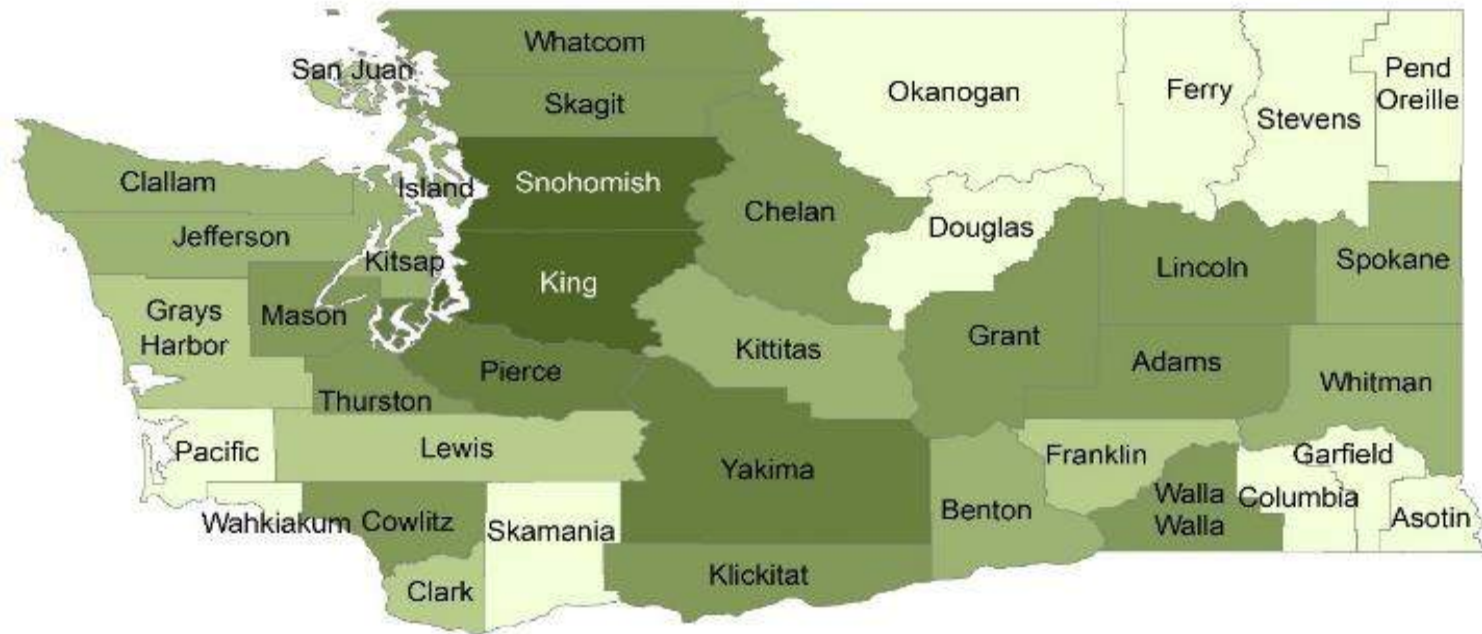 Whatcom
San Juan
Skagit
Okanogan
Ferry
Stevens
Pend
Oreille
Clallam
Island
Snohomish
Chelan
Douglas
Jefferson
Kitsap
King
Lincoln
Spokane
Grays
Harbor
Mason
Kittitas
Grant
Adams
Whitman
Pierce
Thurston
Pacific
Lewis
Yakima
Franklin
Garfield
Wahkiakum
Cowlitz
Skamania
Benton
Walla
Walla
Columbia
Asotin
Clark
Klickitat